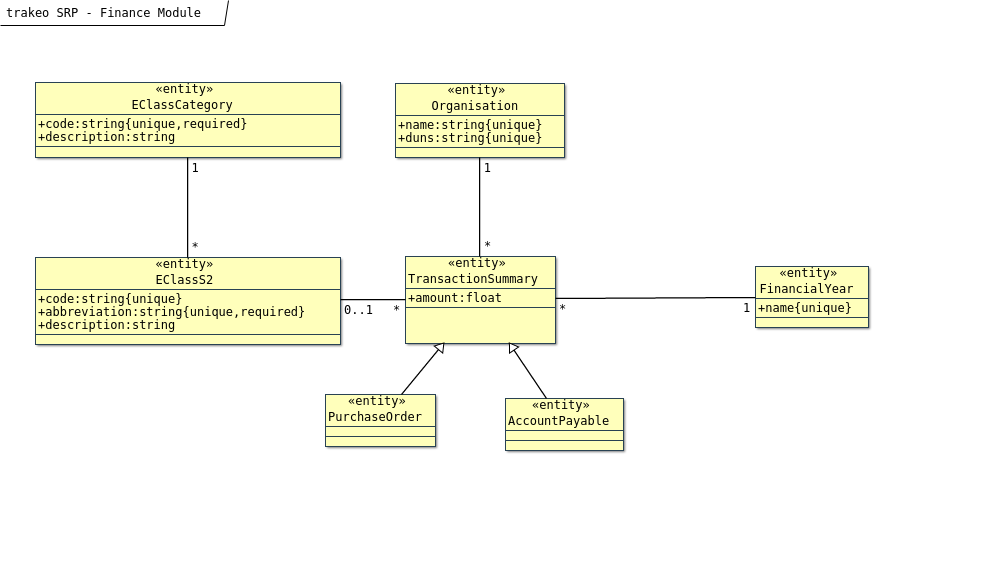 trakeo SRP - Finance Module
«entity»
EClassCategory
+code:string{unique,required}
+description:string
«entity»
Organisation
+name:string{unique}
+duns:string{unique}
1
1
*
*
«entity»
EClassS2
+code:string{unique}
+abbreviation:string{unique,required}
+description:string
0..1
*
«entity»
TransactionSummary
+amount:float
*
1
«entity»
FinancialYear
+name{unique}
«entity»
PurchaseOrder
«entity»
AccountPayable